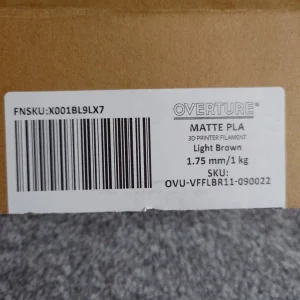 FNSKU:X001BL9LX7
OVERTURE
MATTE PLA
3D PRINTER FILAMENT
Light Brown
1.75 mm/1 kg
SKU:
OVU-VFFLBR11-090022